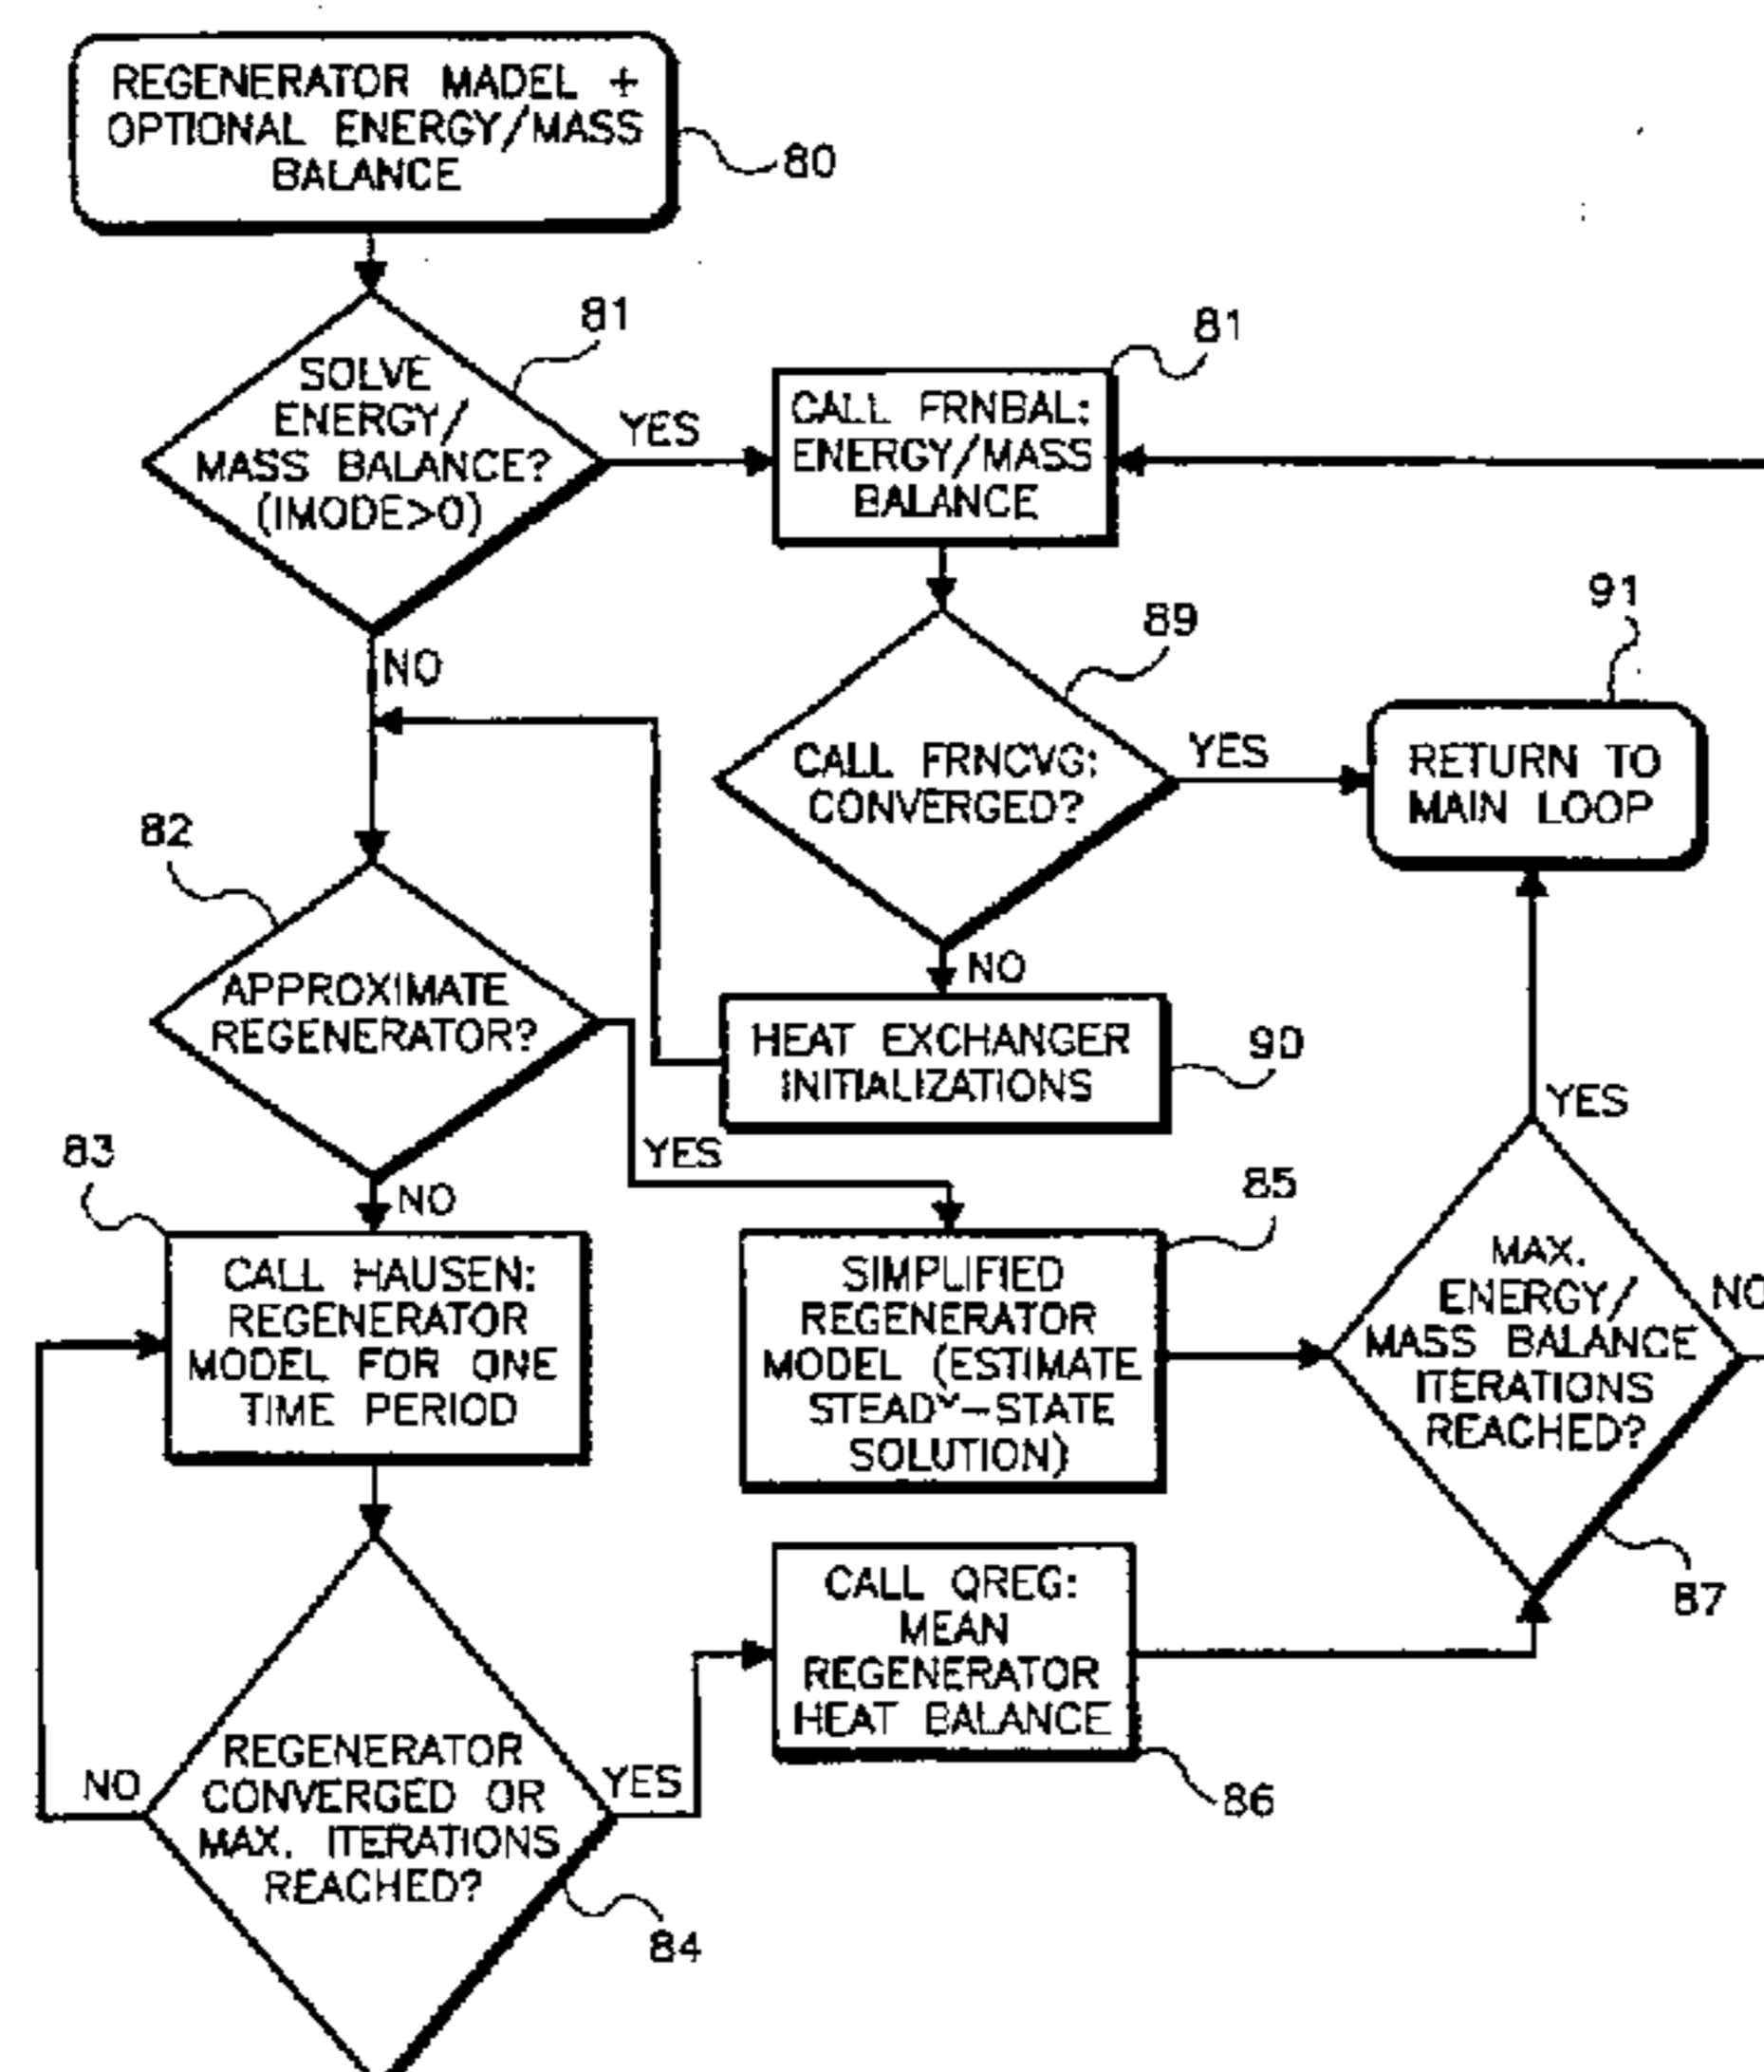 REGENERATOR MADEL +
OPTIONAL ENERGY/MASS
BALANCE
80
81
SOLVE
ENERGY/
MASS BALANCE?
(IMODE>0)
YES
NO
81
CALL FRNBAL:
ENERGY/MASS
BALANCE
89
CALL FRNCVG:
CONVERGED?
YES
NO
91
RETURN TO
MAIN LOOP
82
APPROXIMATE
REGENERATOR?
YES
NO
HEAT EXCHANGER
INITIALIZATIONS
90
83
CALL HAUSEN:
REGENERATOR
MODEL FOR ONE
TIME PERIOD
85
SIMPLIFIED
REGENERATOR
MODEL (ESTIMATE
STEADY-STATE
SOLUTION)
YES
MAX.
ENERGY/
MASS BALANCE
ITERATIONS
REACHED?
NO
87
CALL QREG:
MEAN
REGENERATOR
HEAT BALANCE
86
REGENERATOR
CONVERGED OR
MAX. ITERATIONS
REACHED?
NO
YES
84